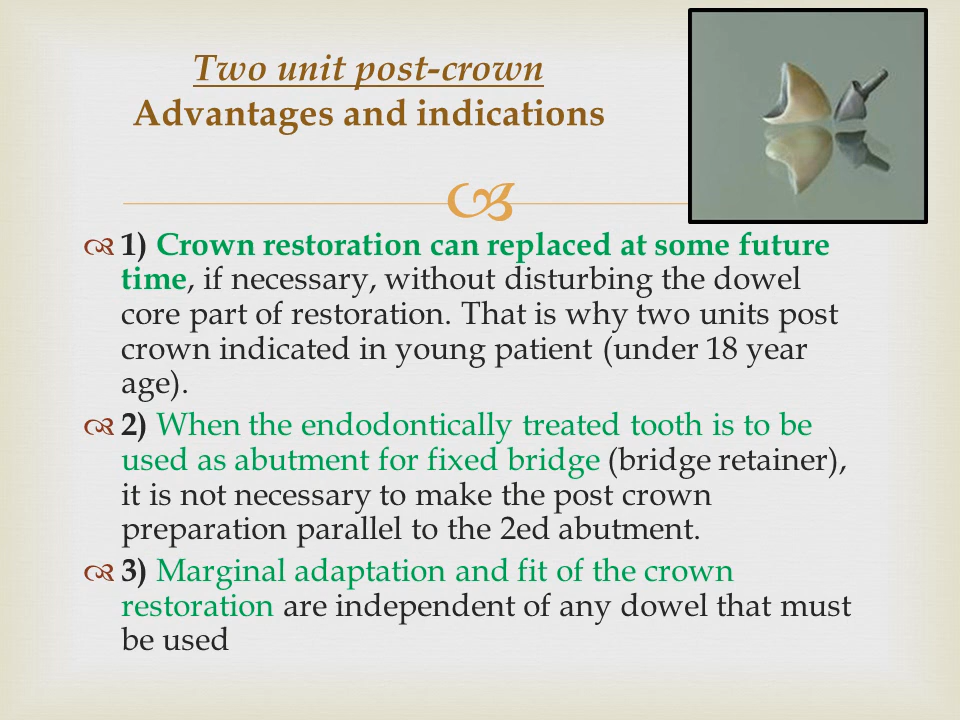 Two unit post-crown
Advantages and indications
1) Crown restoration can replaced at some future
time, if necessary, without disturbing the dowel
core part of restoration. That is why two units post
crown indicated in young patient (under 18 year
age).
2) When the endodontically treated tooth is to be
used as abutment for fixed bridge (bridge retainer),
it is not necessary to make the post crown
preparation parallel to the 2ed abutment.
3) Marginal adaptation and fit of the crown
restoration are independent of any dowel that must
be used